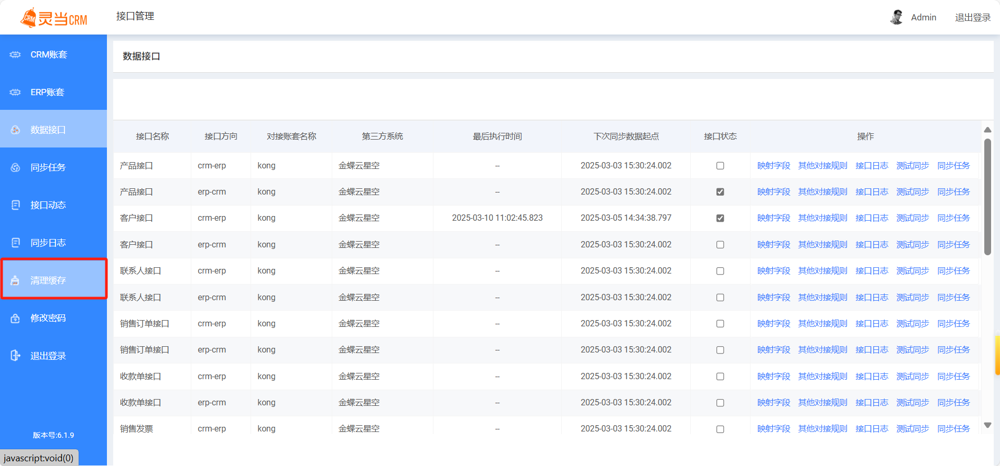 CRM 灵当CRM
接口管理
Admin
退出登录
CRM账套
ERP账套
数据接口
同步任务
接口动态
同步日志
清理缓存
修改密码
退出登录
版本号:6.1.9
javascript:void(0)
数据接口
接口名称 接口方向 对接账套名称 第三方系统 最后执行时间 下次同步数据起点 接口状态 操作
产品接口 crm-erp kong 金蝶云星空 -- 2025-03-03 15:30:24.002 映射字段 其他对接规则 接口日志 测试同步 同步任务
产品接口 erp-crm kong 金蝶云星空 -- 2025-03-03 15:30:24.002 映射字段 其他对接规则 接口日志 测试同步 同步任务
客户接口 crm-erp kong 金蝶云星空 2025-03-10 11:02:45.823 2025-03-05 14:34:38.797 映射字段 其他对接规则 接口日志 测试同步 同步任务
客户接口 erp-crm kong 金蝶云星空 -- 2025-03-03 15:30:24.002 映射字段 其他对接规则 接口日志 测试同步 同步任务
联系人接口 crm-erp kong 金蝶云星空 -- 2025-03-03 15:30:24.002 映射字段 其他对接规则 接口日志 测试同步 同步任务
联系人接口 erp-crm kong 金蝶云星空 -- 2025-03-03 15:30:24.002 映射字段 其他对接规则 接口日志 测试同步 同步任务
销售订单接口 crm-erp kong 金蝶云星空 -- 2025-03-03 15:30:24.002 映射字段 其他对接规则 接口日志 测试同步 同步任务
销售订单接口 erp-crm kong 金蝶云星空 -- 2025-03-03 15:30:24.002 映射字段 其他对接规则 接口日志 测试同步 同步任务
收款单接口 crm-erp kong 金蝶云星空 -- 2025-03-03 15:30:24.002 映射字段 其他对接规则 接口日志 测试同步 同步任务
收款单接口 erp-crm kong 金蝶云星空 -- 2025-03-03 15:30:24.002 映射字段 其他对接规则 接口日志 测试同步 同步任务
销售发票 crm-erp kong 金蝶云星空 -- 2025-03-03 15:30:24.002 映射字段 其他对接规则 接口日志 测试同步 同步任务